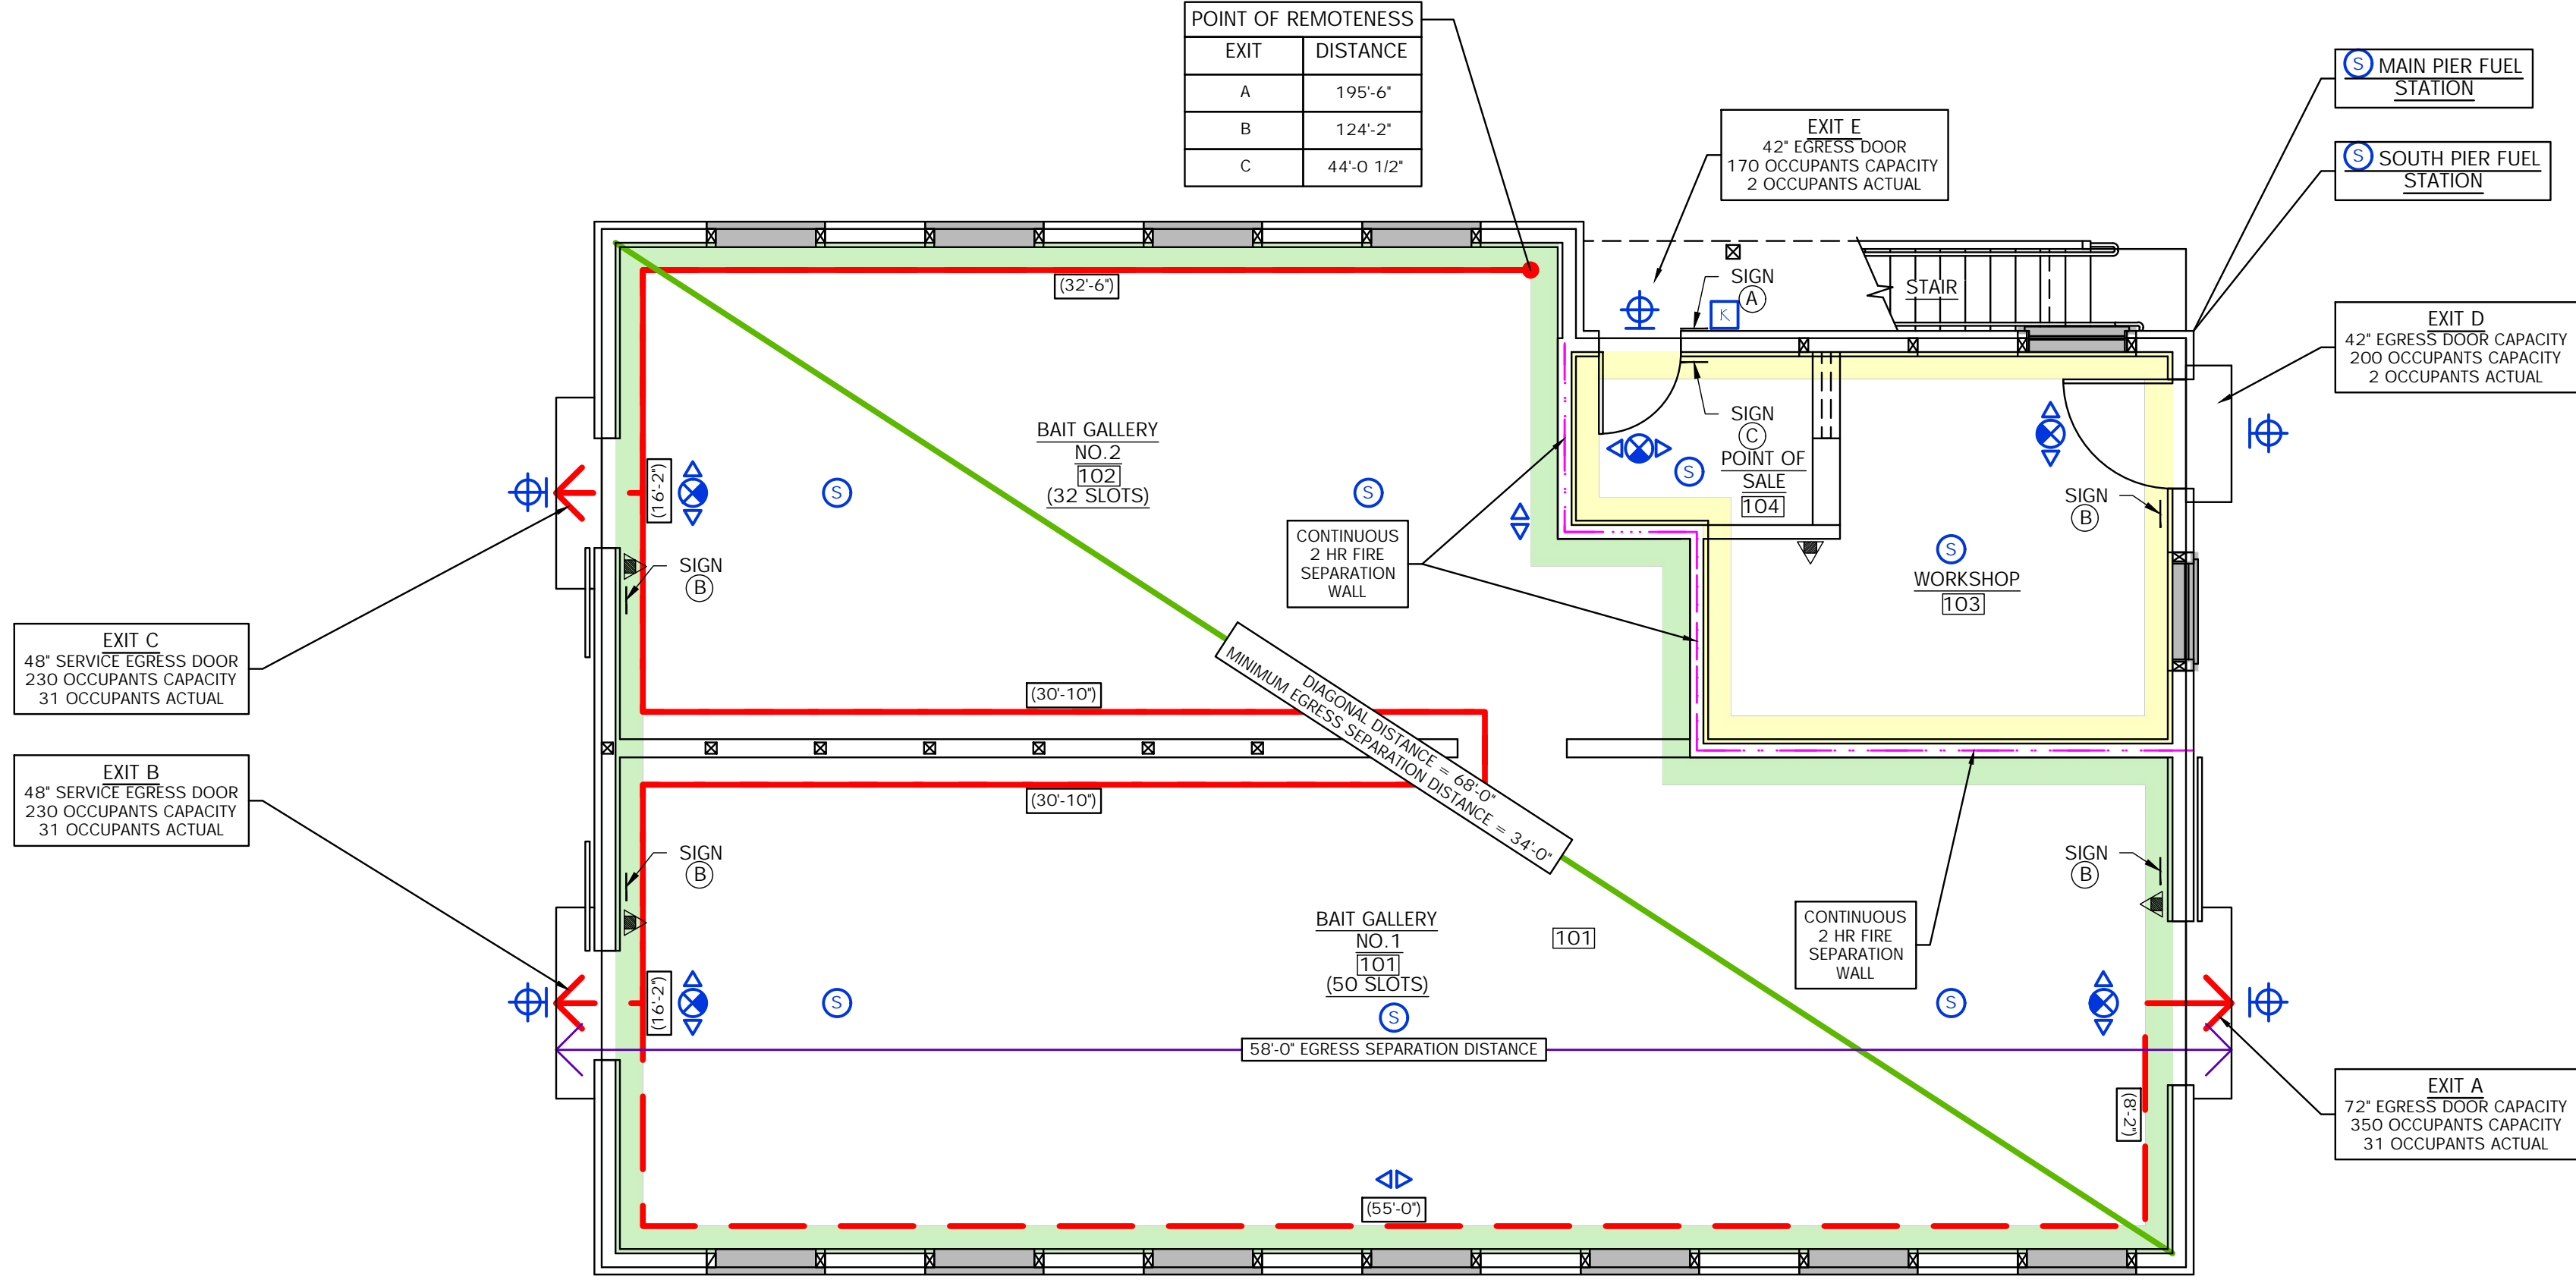 POINT OF REMOTENESS
EXIT DISTANCE
A 195'-6"
B 124'-2"
C 44'-0 1/2"
S MAIN PIER FUEL
STATION
S SOUTH PIER FUEL
STATION
EXIT E
42" EGRESS DOOR
170 OCCUPANTS CAPACITY
2 OCCUPANTS ACTUAL
EXIT D
42" EGRESS DOOR CAPACITY
200 OCCUPANTS CAPACITY
2 OCCUPANTS ACTUAL
(32'-6")
SIGN
A
K
STAIR
SIGN
C
POINT OF
SALE
104
S
BAIT GALLERY
NO.2
102
(32 SLOTS)
(16'-2")
S
S
SIGN
B
CONTINUOUS
2 HR FIRE
SEPARATION
WALL
S
WORKSHOP
103
SIGN
B
EXIT C
48" SERVICE EGRESS DOOR
230 OCCUPANTS CAPACITY
31 OCCUPANTS ACTUAL
(30'-10")
DIAGONAL DISTANCE = 68'-0"
MINIMUM EGRESS SEPARATION DISTANCE = 34'-0"
EXIT B
48" SERVICE EGRESS DOOR
230 OCCUPANTS CAPACITY
31 OCCUPANTS ACTUAL
(30'-10")
SIGN
B
SIGN
B
BAIT GALLERY
NO.1
101
(50 SLOTS)
101
CONTINUOUS
2 HR FIRE
SEPARATION
WALL
(16'-2")
S
S
S
58'-0" EGRESS SEPARATION DISTANCE
(8'-2")
EXIT A
72" EGRESS DOOR CAPACITY
350 OCCUPANTS CAPACITY
31 OCCUPANTS ACTUAL
(55'-0")